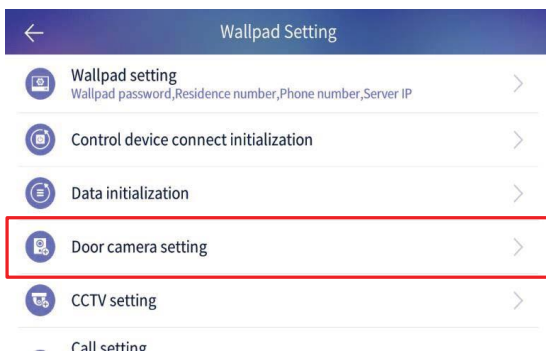 Wallpad Setting
Wallpad setting
Wallpad password,Residence number,Phone number,Server IP
Control device connect initialization
Data initialization
Door camera setting
CCTV setting
Call setting